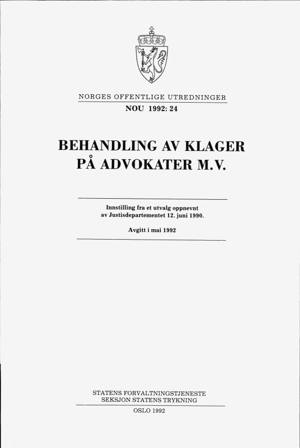 NORGES OFFENTLIGE UTREDNINGER
NOU 1992: 24
BEHANDLING AV KLAGER
PÅ ADVOKATER M.V.
Innstilling fra et utvalg oppnevnt
av Justisdepartementet 12. juni 1990.
Avgitt i mai 1992
STATENS FORVALTNINGSTJENESTE
SEKSJON STATENS TRYKNING
OSLO 1992